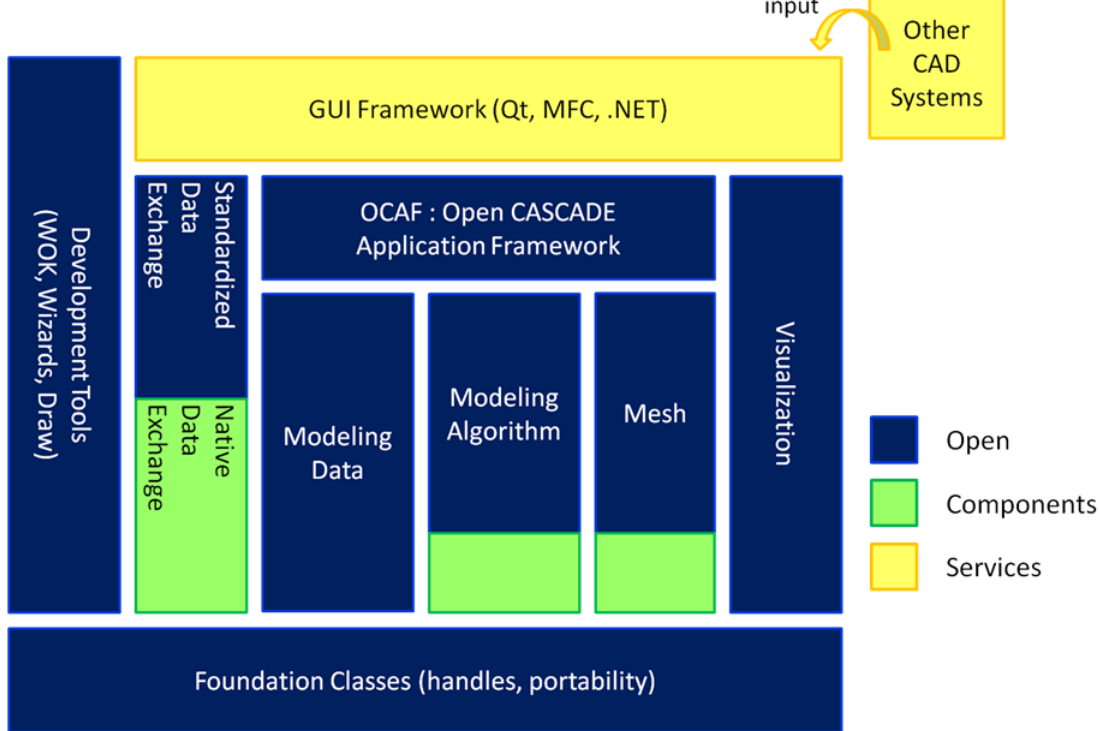 input
Other
CAD
Systems
GUI Framework (Qt, MFC, .NET)
Development Tools
(WOK, Wizards, Draw)
Standardized
Data
Exchange
Native
Data
Exchange
OCAF : Open CASCADE
Application Framework
Modeling
Data
Modeling
Algorithm
Mesh
Visualization
Open
Components
Services
Foundation Classes (handles, portability)